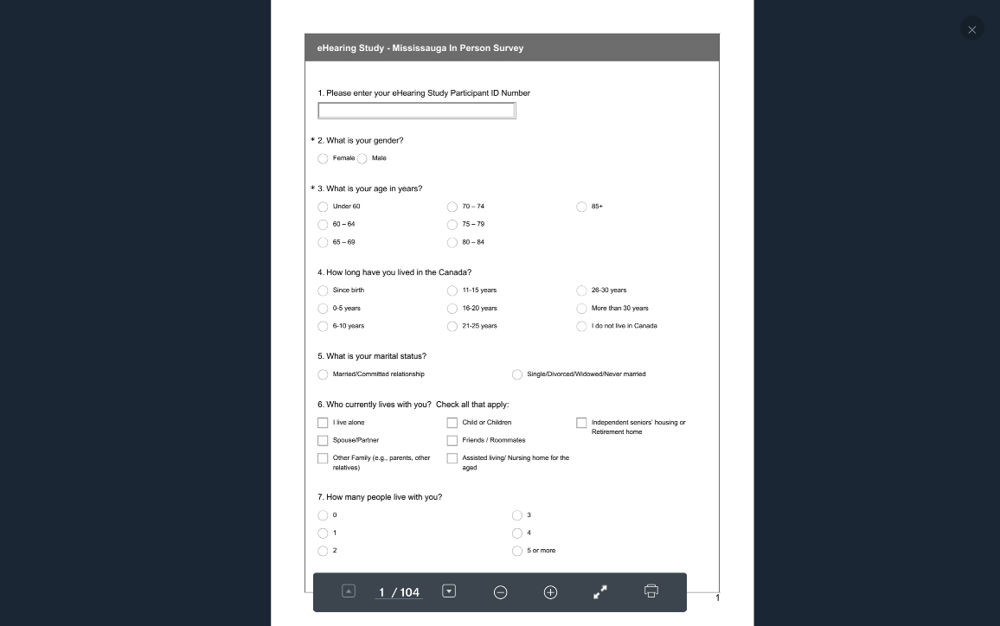 eHearing Study - Mississauga In Person Survey
1. Please enter your eHearing Study Participant ID Number
* 2. What is your gender?
Female Male
* 3. What is your age in years?
Under 60 70 – 74 85+
60 – 64 75 – 79
65 – 69 80 – 84
4. How long have you lived in the Canada?
Since birth 11-15 years 26-30 years
0-5 years 16-20 years More than 30 years
6-10 years 21-25 years I do not live in Canada
5. What is your marital status?
Married/Committed relationship Single/Divorced/Widowed/Never married
6. Who currently lives with you?  Check all that apply:
I live alone Child or Children Independent seniors' housing or
Retirement home
Spouse/Partner Friends / Roommates
Other Family (e.g., parents, other Assisted living/ Nursing home for the
relatives) aged
7. How many people live with you?
0 3
1 4
2 5 or more
1 / 104
1